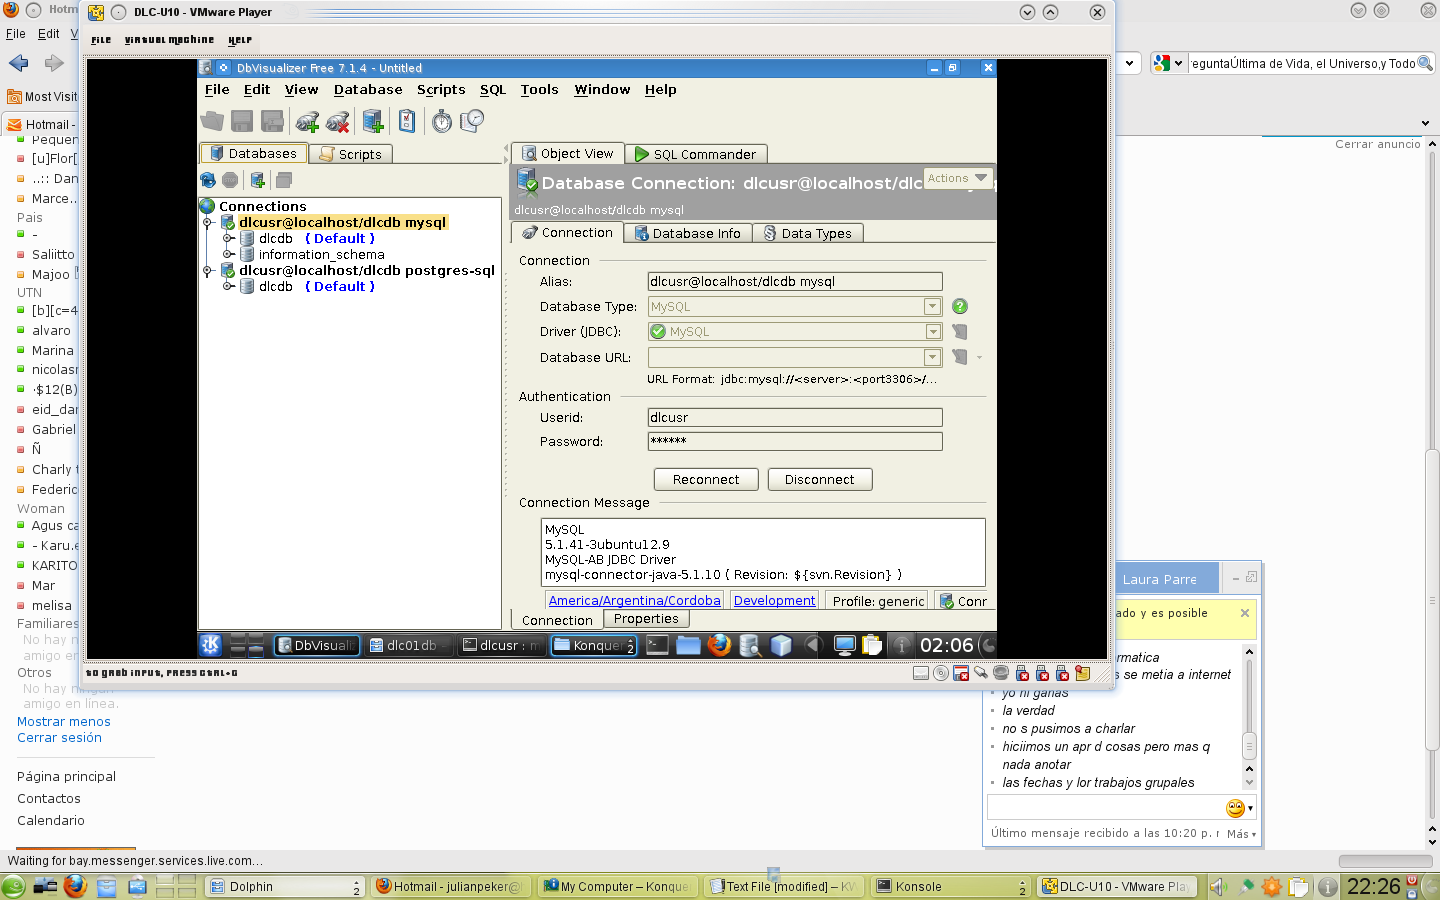 Hotm
DLC-U10 - VMware Player
File Edit V
File Virtual Machine Help
Most Visit
Hotmail -
eguntaÚltima de Vida, el Universo,y Todo
DbVisualizer Free 7.1.4 - Untitled
File Edit View Database Scripts SQL Tools Window Help
Databases Scripts
Connections
dlcusr@localhost/dlcdb mysql
dlcdb ( Default )
information_schema
dlcusr@localhost/dlcdb postgres-sql
dlcdb ( Default )
Object View SQL Commander
Database Connection: dlcusr@localhost/dlc
Actions
dlcusr@localhost/dlcdb mysql
Connection Database Info Data Types
Connection
Alias: dlcusr@localhost/dlcdb mysql
Database Type: MySQL
Driver (JDBC): MySQL
Database URL:
URL Format: jdbc:mysql://<server>:<port3306>/...
Authentication
Userid: dlcusr
Password: ******
Reconnect Disconnect
Connection Message
MySQL
5.1.41-3ubuntu12.9
MySQL-AB JDBC Driver
mysql-connector-java-5.1.10 ( Revision: ${svn.Revision} )
America/Argentina/Cordoba Development Profile: generic Conr
Connection Properties
DbVisuali dlc01db dlcusr : Konque 2 02:06
To grab input, press Ctrl+G
Pequen
[u]Flor[
..:: Dan
Marce..
Pais
-
Saliitto
Majoo
UTN
[b][c=4
alvaro
Marina
nicolas
·$12(B)
eid_dar
Gabriel
Ñ
Charly
Federic
Woman
Agus ca
- Karu.e
KARITO
Mar
melisa
Familiares
No hay n
amigo en
Otros
No hay ningún
amigo en línea.
Mostrar menos
Cerrar sesión
Página principal
Contactos
Calendario
Cerrar anuncio
Laura Parre
ado y es posible
rmatica
s se metia a internet
yo ni ganas
la verdad
no s pusimos a charlar
hiciimos un apr d cosas pero mas q
nada anotar
las fechas y lor trabajos grupales
Último mensaje recibido a las 10:20 p. Más
Waiting for bay.messenger.services.live.com...
Dolphin 2 Hotmail - julianpeker@ My Computer – Konque Text File [modified] – KW Konsole 2 DLC-U10 - VMware Play 22:26